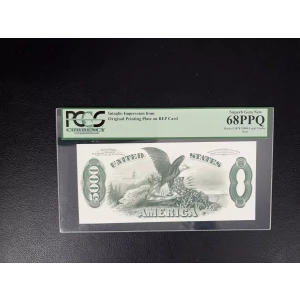 PCGS
CURRENCY
Intaglio Impression from
Original Printing Plate on BEP Card
Superb Gem New
68PPQ
UNITED STATES
5000
AMERICA